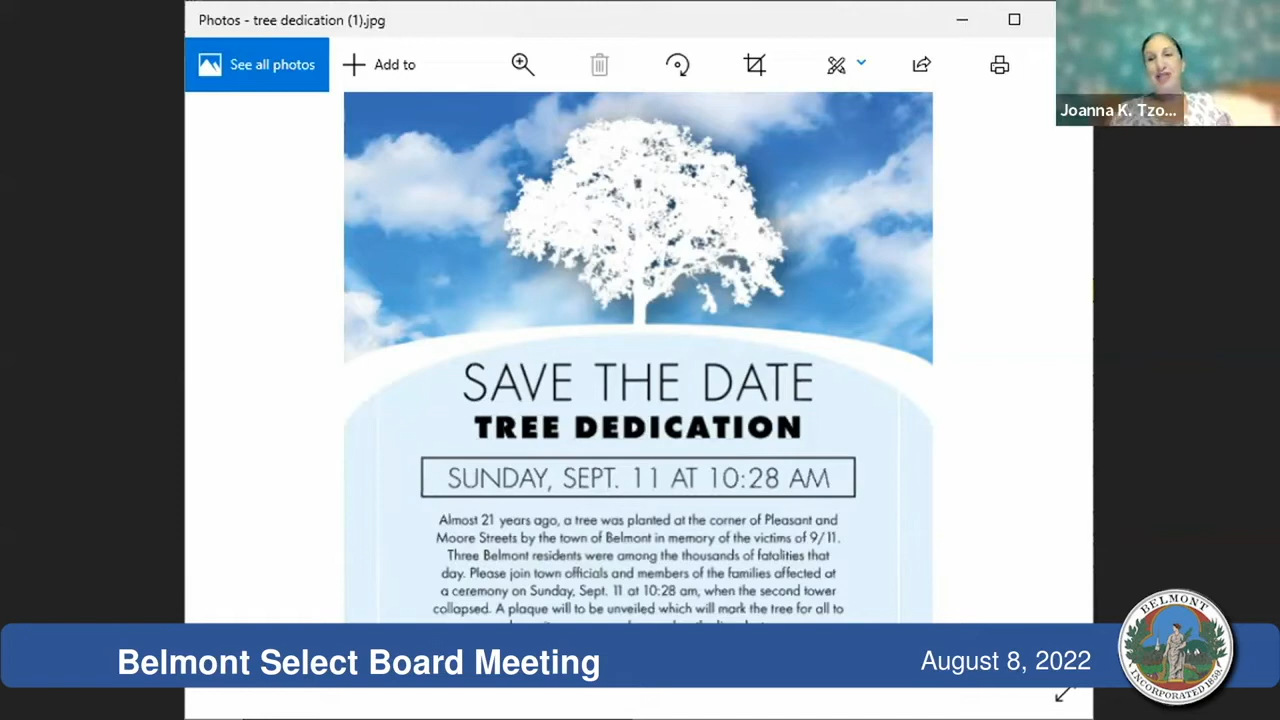 Photos - tree dedication (1).jpg
See all photos
Add to
Joanna K. Tzo...
SAVE THE DATE
TREE DEDICATION
SUNDAY, SEPT. 11 AT 10:28 AM
Almost 21 years ago, a tree was planted at the corner of Pleasant and
Moore Streets by the town of Belmont in memory of the victims of 9/11.
Three Belmont residents were among the thousands of fatalities that
day. Please join town officials and members of the families affected at
a ceremony on Sunday, Sept. 11 at 10:28 am, when the second tower
collapsed. A plaque will to be unveiled which will mark the tree for all to
Belmont Select Board Meeting
August 8, 2022
BELMONT
INCORPORATED 1859.